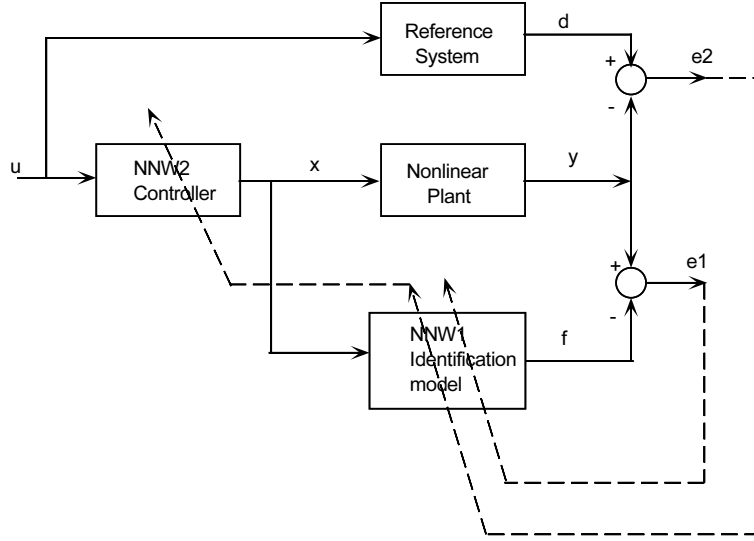 Reference
System
d
+
e2
-
u
NNW2
Controller
x
Nonlinear
Plant
y
+
e1
-
NNW1
Identification
model
f